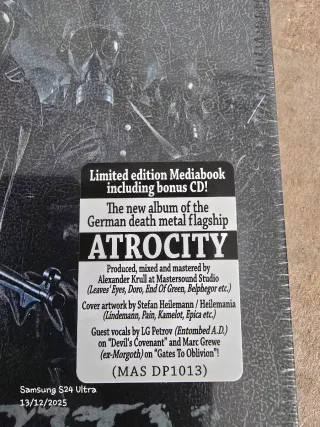 Limited edition Mediabook
including bonus CD!
The new album of the
German death metal flagship
ATROCITY
Produced, mixed and mastered by
Alexander Krull at Mastersound Studio
(Leaves' Eyes, Doro, End Of Green, Belphegor etc.)
Cover artwork by Stefan Heilemann / Heilemania
(Lindemann, Pain, Kamelot, Epica etc.)
Guest vocals by LG Petrov (Entombed A.D.)
on "Devil's Covenant" and Marc Grewe
(ex-Morgoth) on "Gates To Oblivion"!
(MAS DP1013)
Samsung S24 Ultra
13/12/2025